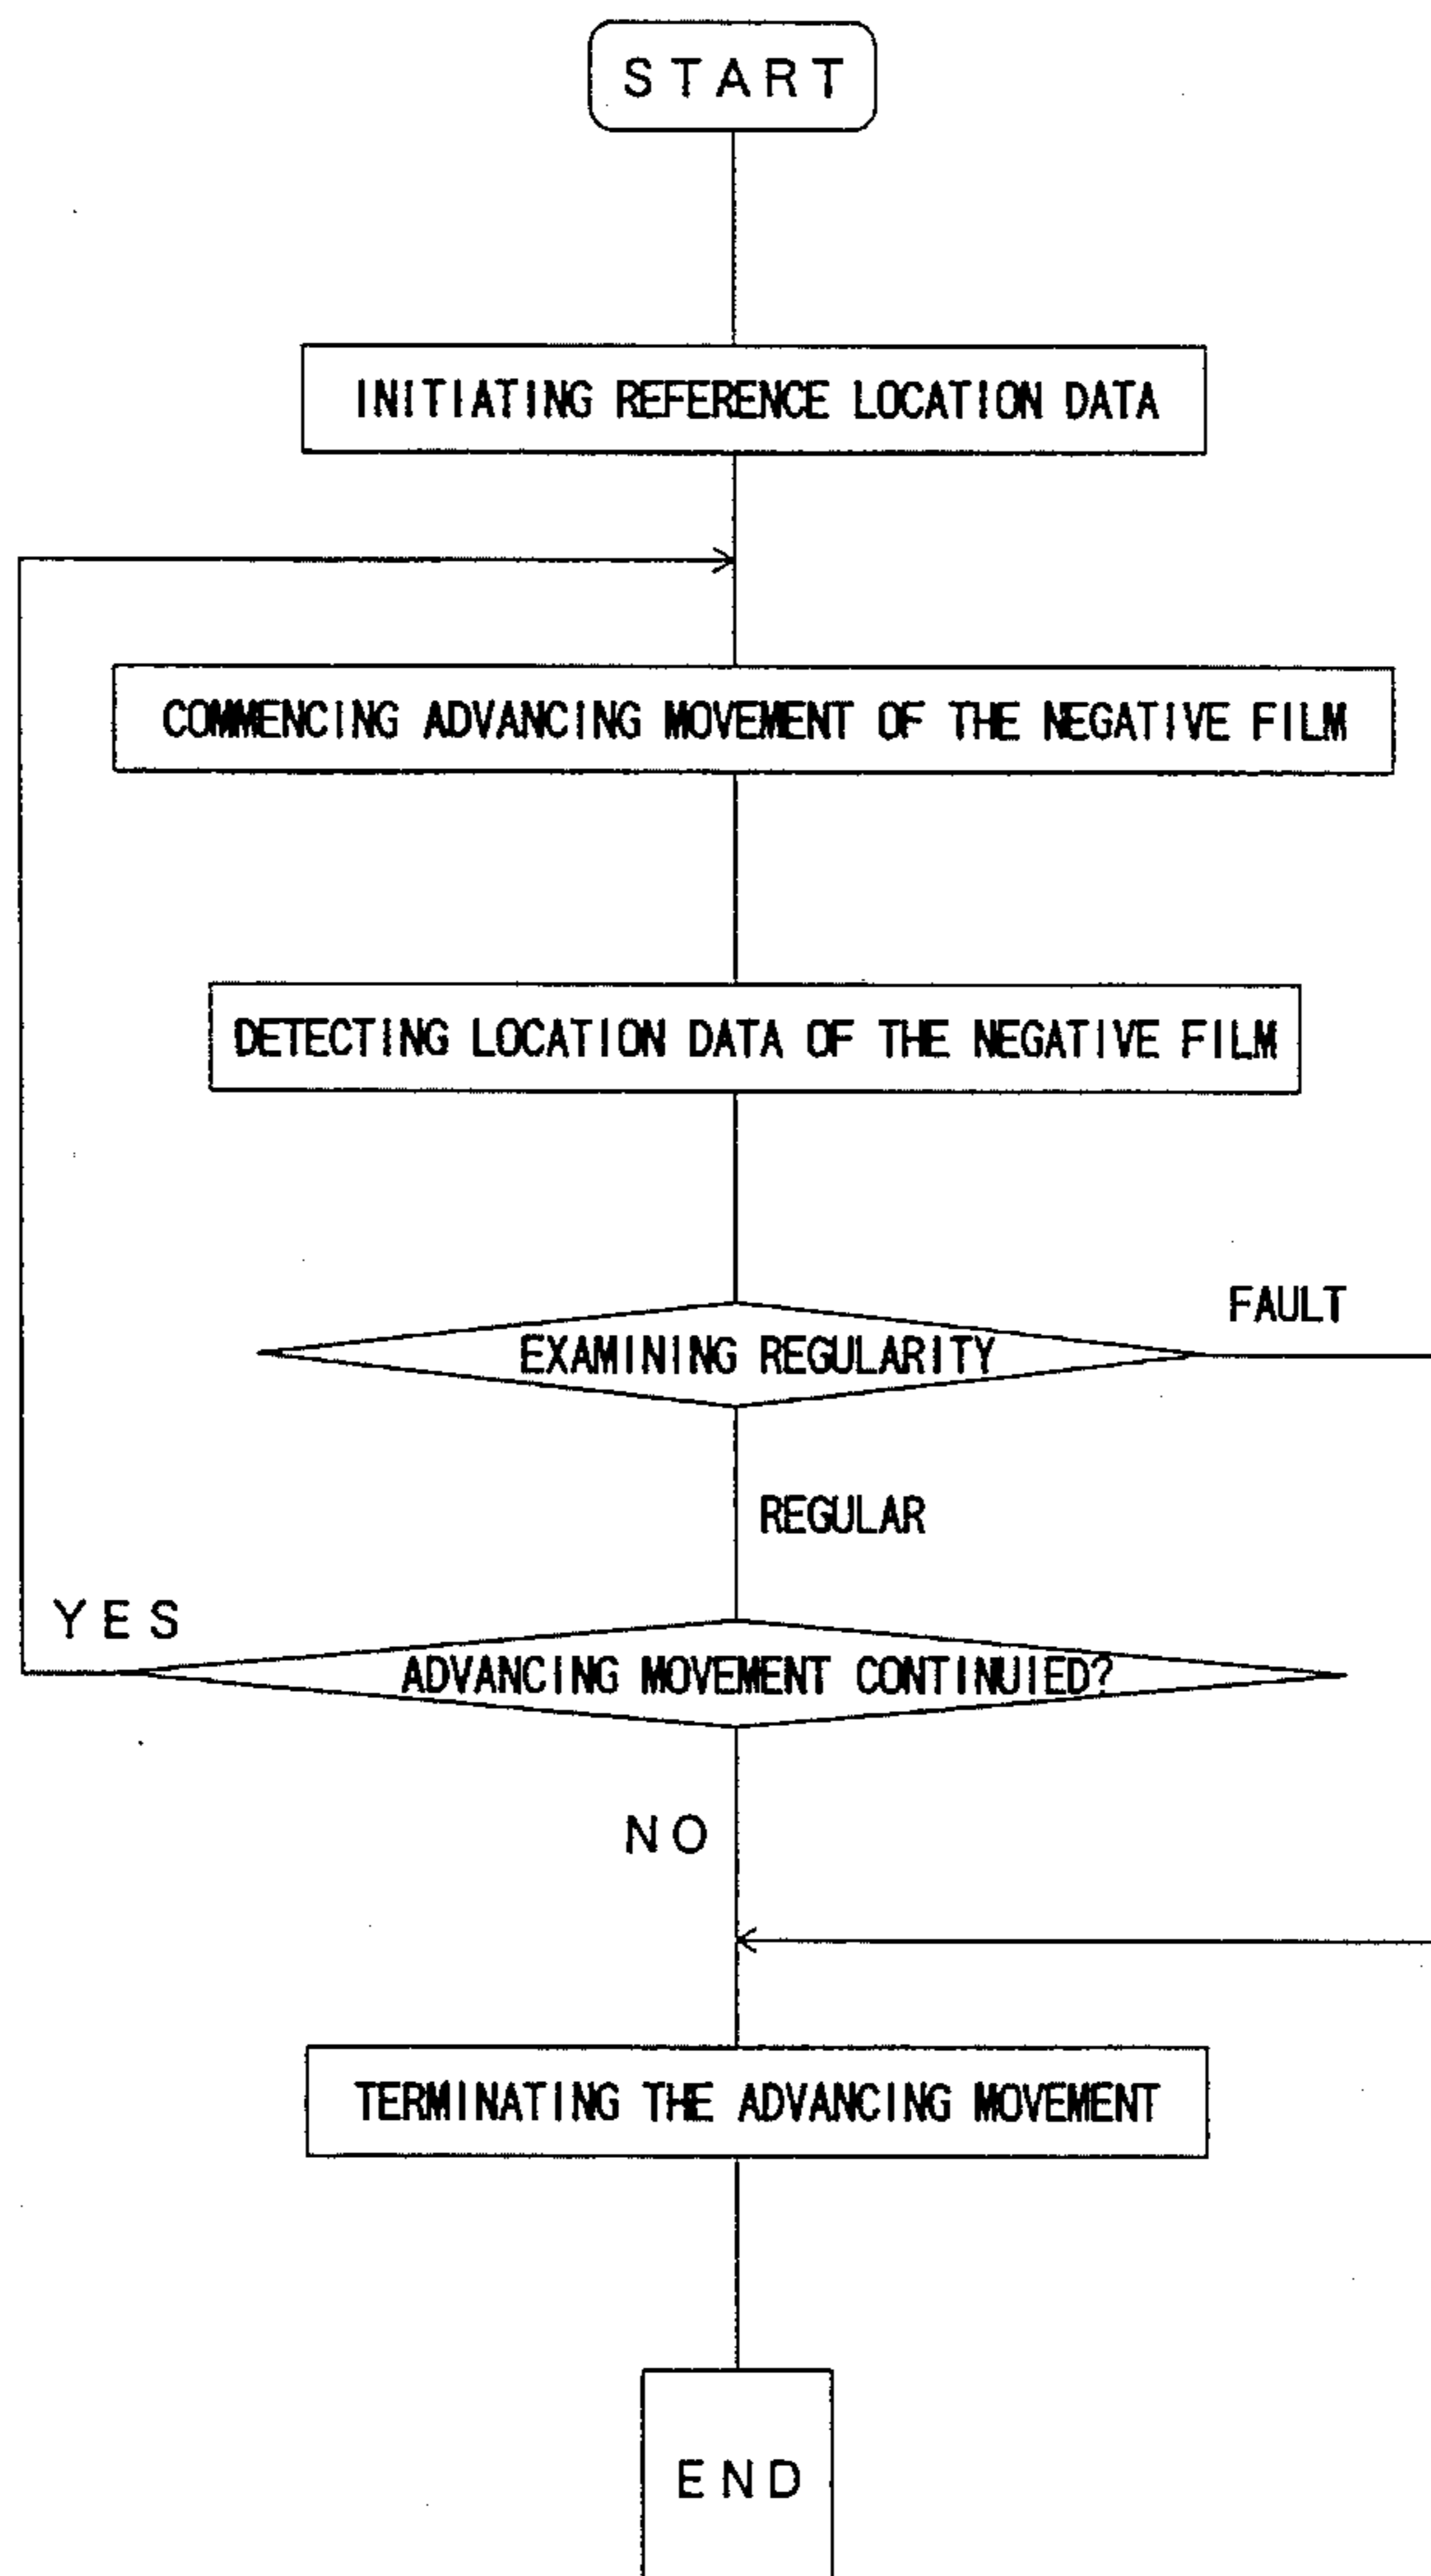 START
INITIATING REFERENCE LOCATION DATA
COMMENCING ADVANCING MOVEMENT OF THE NEGATIVE FILM
DETECTING LOCATION DATA OF THE NEGATIVE FILM
FAULT
EXAMINING REGULARITY
REGULAR
YES
ADVANCING MOVEMENT CONTINUIED?
NO
TERMINATING THE ADVANCING MOVEMENT
END